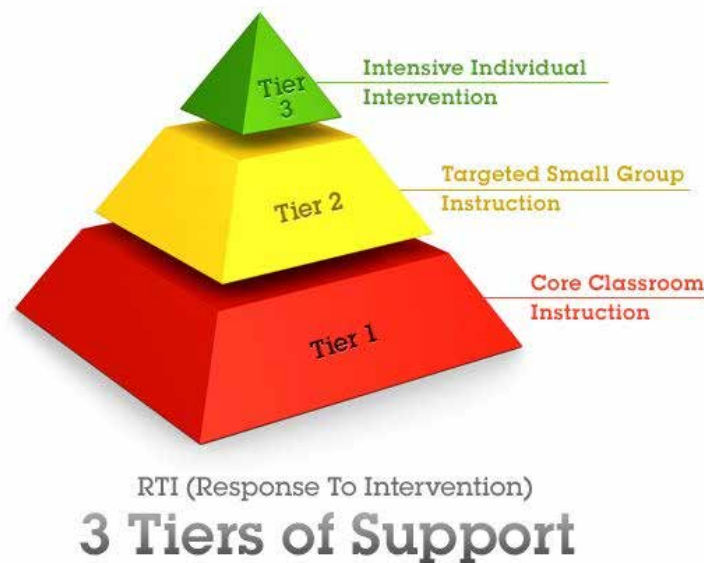 Tier
3
Intensive Individual
Intervention
Tier 2
Targeted Small Group
Instruction
Tier 1
Core Classroom
Instruction
RTI (Response To Intervention)
3 Tiers of Support